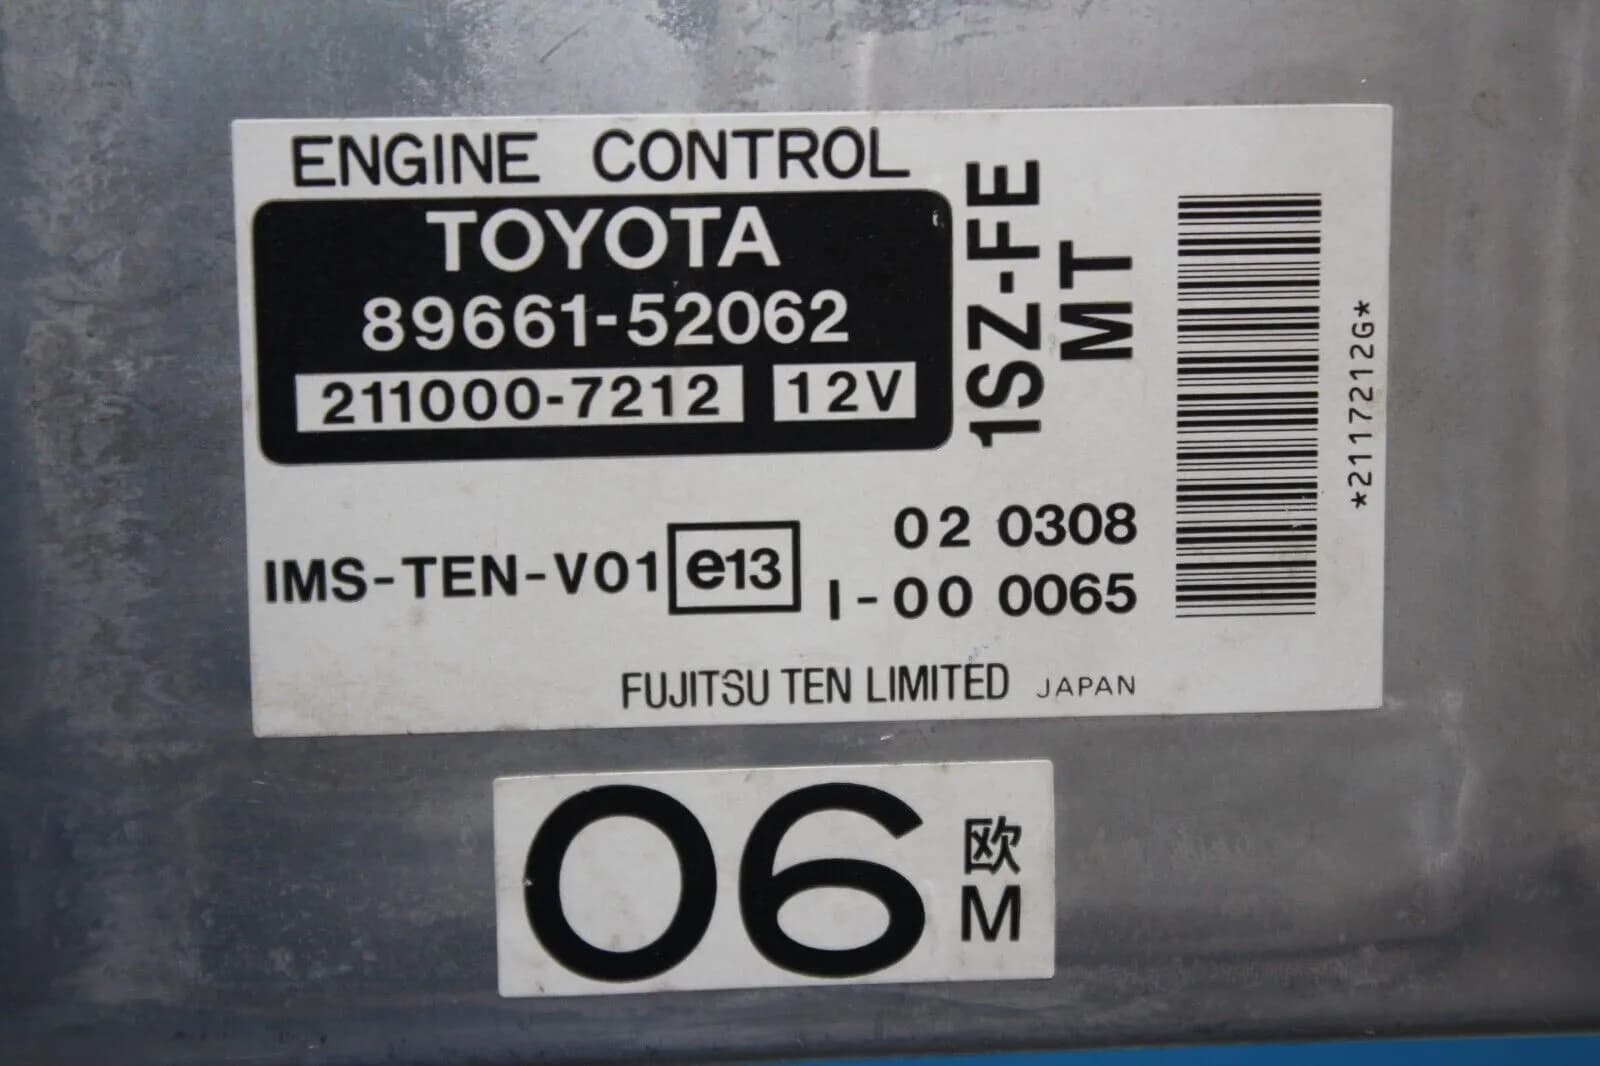 ENGINE CONTROL
TOYOTA
89661-52062
211000-7212 12V
1SZ-FE
MT
*2117212G*
IMS-TEN-V01 e13
02 0308
I-00 0065
FUJITSU TEN LIMITED JAPAN
06
欧
M